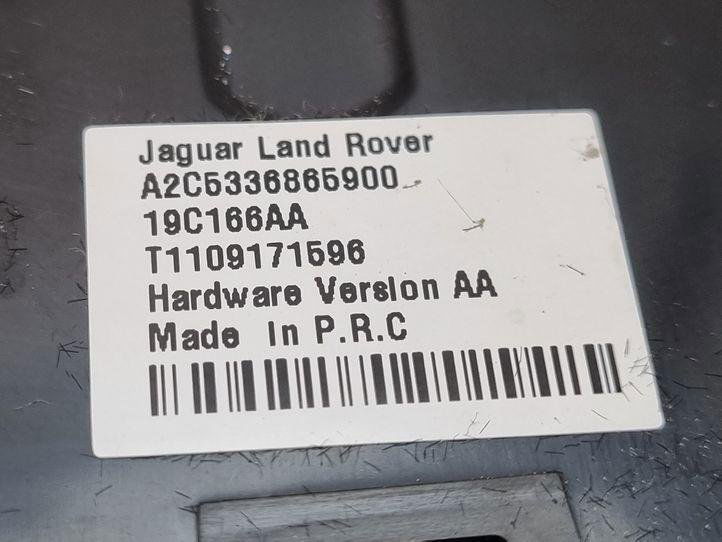 Jaguar Land Rover
A2C5336865900
19C166AA
T1109171596
Hardware Version AA
Made In P.R.C